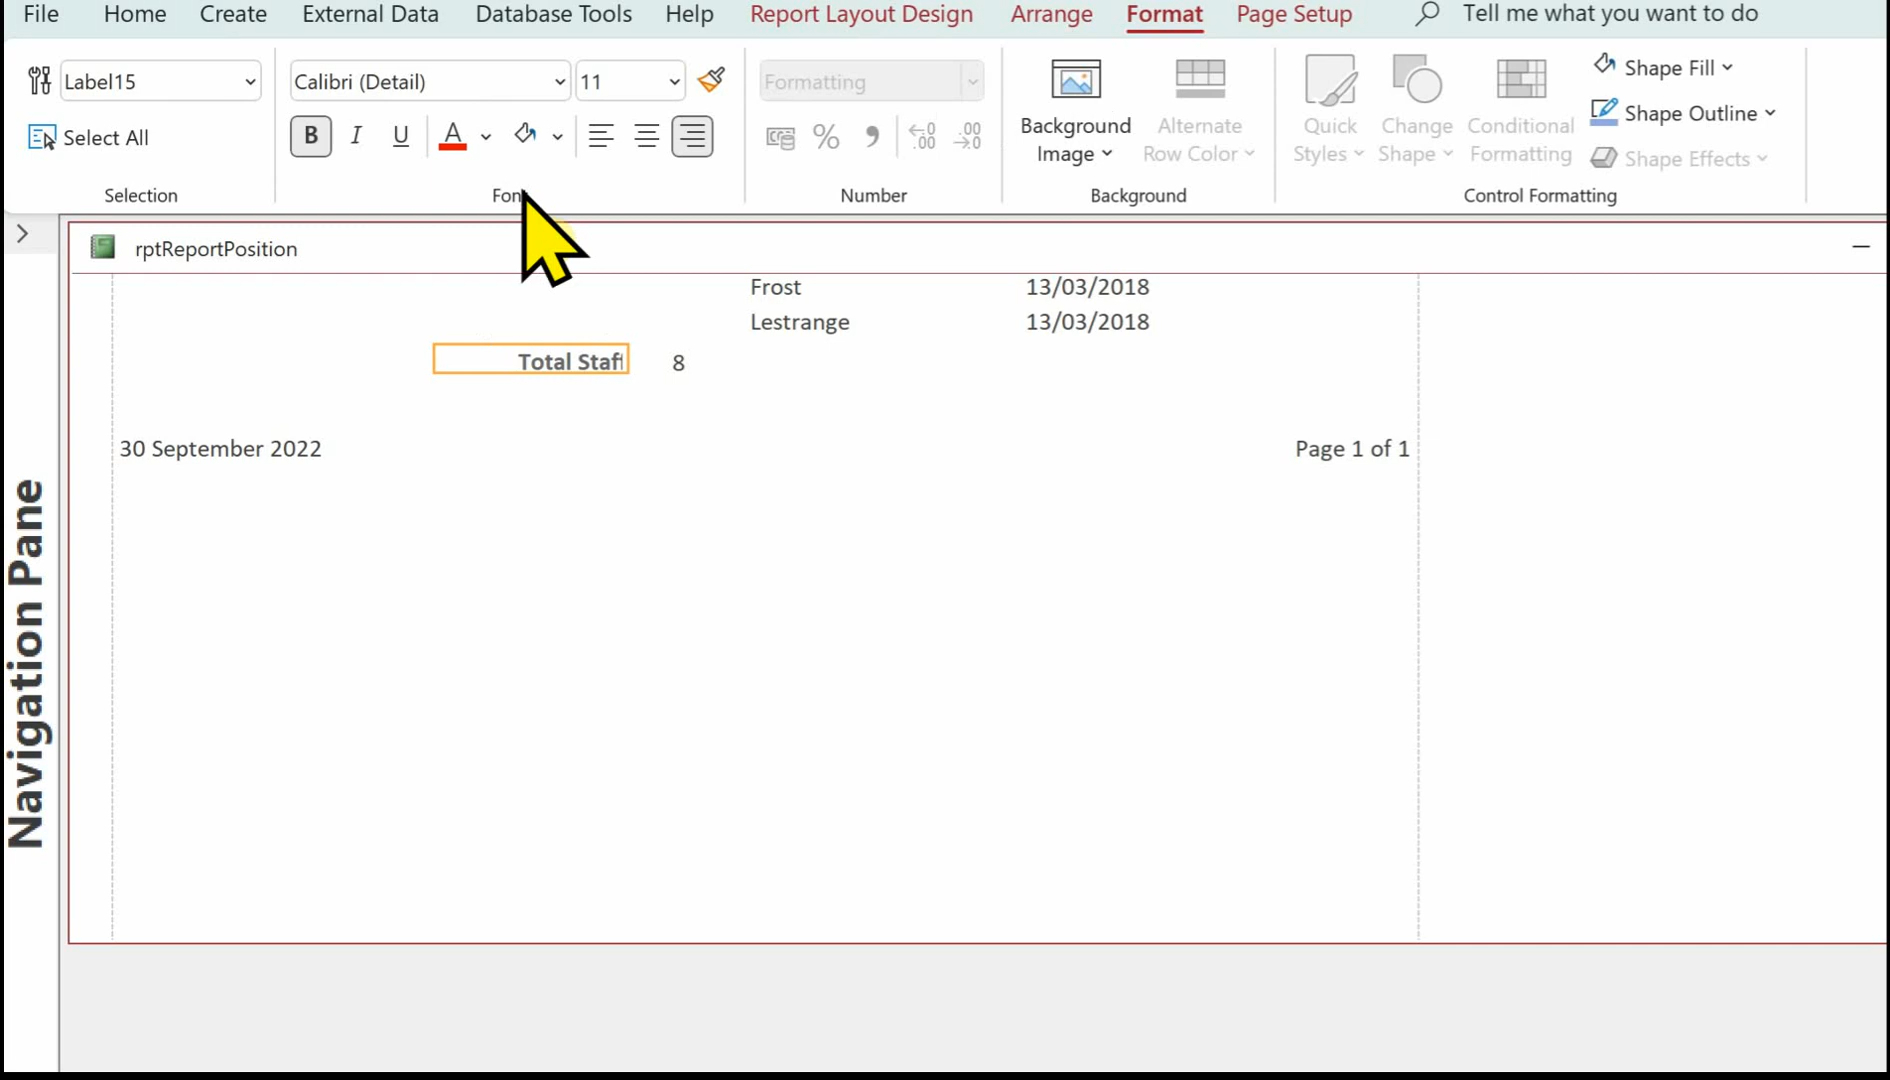 File Home Create External Data Database Tools Help Report Layout Design Arrange Format Page Setup Tell me what you want to do
Label15 Calibri (Detail) 11 Formatting
Select All B I U A % .00 .00 .0
Background Image Alternate Row Color Quick Styles Change Shape Conditional Formatting Shape Fill
Shape Outline
Shape Effects
Selection Number Background Control Formatting
rptReportPosition
Frost 13/03/2018
Lestrange 13/03/2018
Total Staff 8
30 September 2022 Page 1 of 1
Navigation Pane